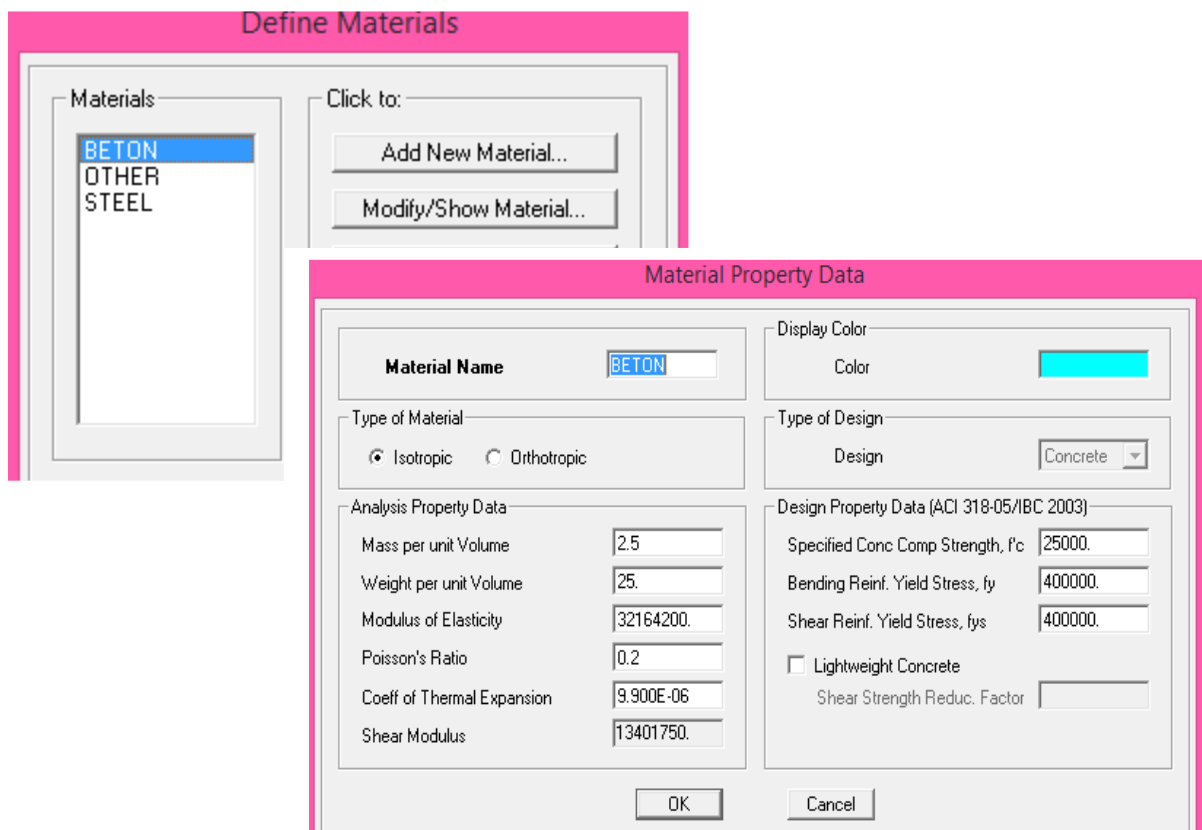 Define Materials
Materials
Click to:
BETON
OTHER
STEEL
Add New Material...
Modify/Show Material...
Material Property Data
Material Name BETON
Display Color
Color
Type of Material
Isotropic Orthotropic
Type of Design
Design Concrete
Analysis Property Data
Mass per unit Volume 2.5
Weight per unit Volume 25.
Modulus of Elasticity 32164200.
Poisson's Ratio 0.2
Coeff of Thermal Expansion 9.900E-06
Shear Modulus 13401750.
Design Property Data (ACI 318-05/IBC 2003)
Specified Conc Comp Strength, f'c 25000.
Bending Reinf. Yield Stress, fy 400000.
Shear Reinf. Yield Stress, fys 400000.
Lightweight Concrete
Shear Strength Reduc. Factor
OK Cancel